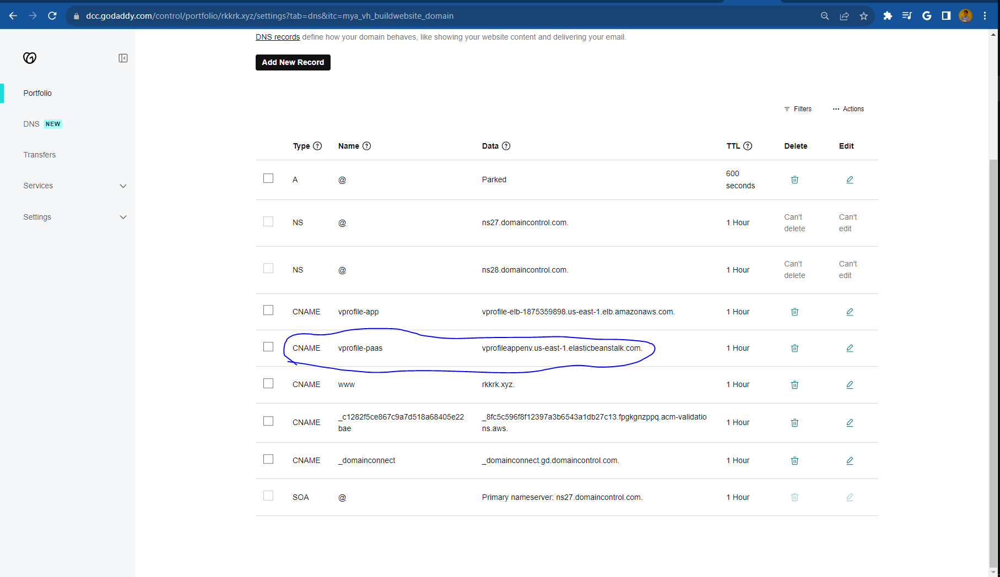 dcc.godaddy.com/control/portfolio/rkkrk.xyz/settings?tab=dns&itc=mya_vh_buildwebsite_domain
DNS records define how your domain behaves, like showing your website content and delivering your email.
Add New Record
Portfolio
DNS NEW
Transfers
Services
Settings
Filters ··· Actions
Type ? Name ? Data ? TTL ? Delete Edit
A @ Parked 600
seconds
NS @ ns27.domaincontrol.com. 1 Hour Can't
delete Can't
edit
NS @ ns28.domaincontrol.com. 1 Hour Can't
delete Can't
edit
CNAME vprofile-app vprofile-elb-1875359898.us-east-1.elb.amazonaws.com. 1 Hour
CNAME vprofile-paas vprofileappenv.us-east-1.elasticbeanstalk.com. 1 Hour
CNAME www rkkrk.xyz. 1 Hour
CNAME _c1282f5ce867c9a7d518a68405e22
bae _8fc5c596f8f12397a3b6543a1db27c13.fpgkgnzppq.acm-validatio
ns.aws. 1 Hour
CNAME _domainconnect _domainconnect.gd.domaincontrol.com. 1 Hour
SOA @ Primary nameserver: ns27.domaincontrol.com. 1 Hour